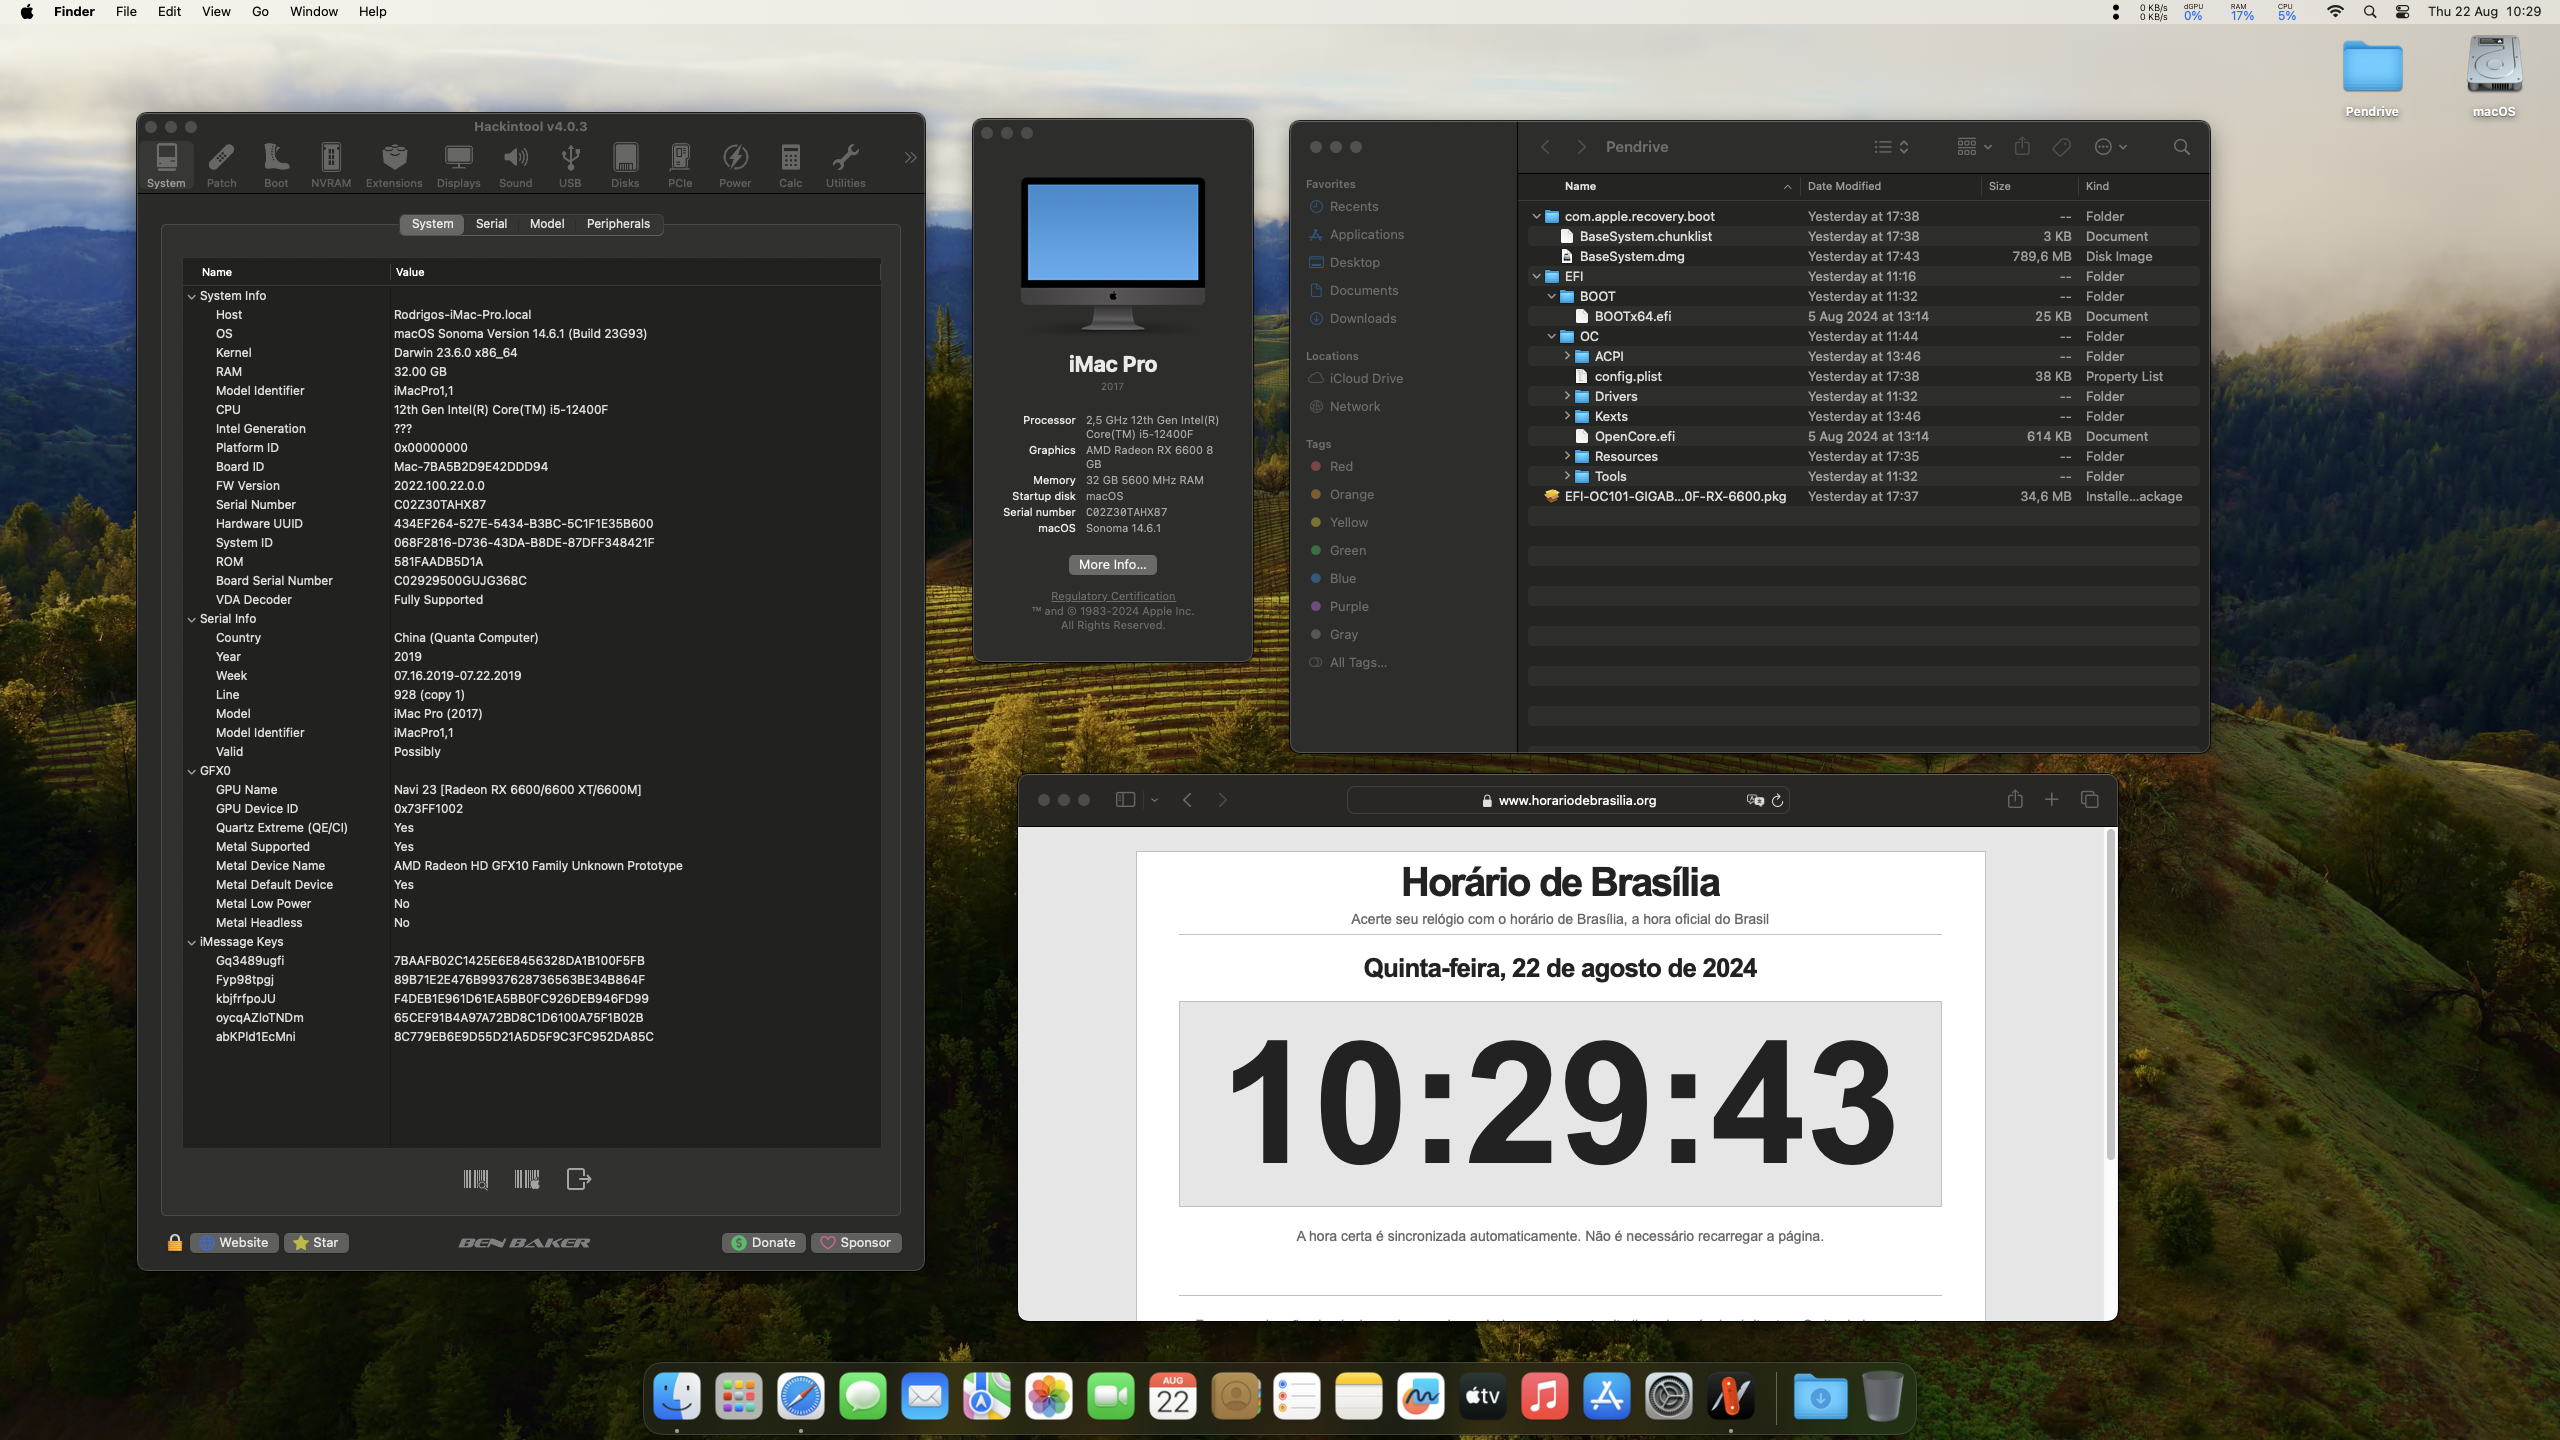 Finder File Edit View Go Window Help
0 KB/s
0 KB/s
dGPU
0%
RAM
17%
CPU
5%
Thu 22 Aug 10:29
Pendrive
macOS
Hackintool v4.0.3
System Patch Boot NVRAM Extensions Displays Sound USB Disks PCIe Power Calc Utilities
System Serial Model Peripherals
Name Value
System Info
Host Rodrigos-iMac-Pro.local
OS macOS Sonoma Version 14.6.1 (Build 23G93)
Kernel Darwin 23.6.0 x86_64
RAM 32.00 GB
Model Identifier iMacPro1,1
CPU 12th Gen Intel(R) Core(TM) i5-12400F
Intel Generation ???
Platform ID 0x00000000
Board ID Mac-7BA5B2D9E42DDD94
FW Version 2022.100.22.0.0
Serial Number C02Z30TAHX87
Hardware UUID 434EF264-527E-5434-B3BC-5C1F1E35B600
System ID 068F2816-D736-43DA-B8DE-87DFF348421F
ROM 581FAADB5D1A
Board Serial Number C02929500GUJG368C
VDA Decoder Fully Supported
Serial Info
Country China (Quanta Computer)
Year 2019
Week 07.16.2019-07.22.2019
Line 928 (copy 1)
Model iMac Pro (2017)
Model Identifier iMacPro1,1
Valid Possibly
GFX0
GPU Name Navi 23 [Radeon RX 6600/6600 XT/6600M]
GPU Device ID 0x73FF1002
Quartz Extreme (QE/CI) Yes
Metal Supported Yes
Metal Device Name AMD Radeon HD GFX10 Family Unknown Prototype
Metal Default Device Yes
Metal Low Power No
Metal Headless No
iMessage Keys
Gq3489ugfi 7BAAFB02C1425E6E8456328DA1B100F5FB
Fyp98tpgj 89B71E2E476B9937628736563BE34B864F
kbjfrfpoJU F4DEB1E961D61EA5BB0FC926DEB946FD99
oycqAZloTNDm 65CEF91B4A97A72BD8C1D6100A75F1B02B
abKPld1EcMni 8C779EB6E9D55D21A5D5F9C3FC952DA85C
Website Star BEN BAKER Donate Sponsor
iMac Pro
2017
Processor 2,5 GHz 12th Gen Intel(R)
Core(TM) i5-12400F
Graphics AMD Radeon RX 6600 8
GB
Memory 32 GB 5600 MHz RAM
Startup disk macOS
Serial number C02Z30TAHX87
macOS Sonoma 14.6.1
More Info...
Regulatory Certification
™ and © 1983-2024 Apple Inc.
All Rights Reserved.
Favorites
Recents
Applications
Desktop
Documents
Downloads
Locations
iCloud Drive
Network
Tags
Red
Orange
Yellow
Green
Blue
Purple
Gray
All Tags...
Pendrive
Name Date Modified Size Kind
com.apple.recovery.boot Yesterday at 17:38 -- Folder
BaseSystem.chunklist Yesterday at 17:38 3 KB Document
BaseSystem.dmg Yesterday at 17:43 789,6 MB Disk Image
EFI Yesterday at 11:16 -- Folder
BOOT Yesterday at 11:32 -- Folder
BOOTx64.efi 5 Aug 2024 at 13:14 25 KB Document
OC Yesterday at 11:44 -- Folder
ACPI Yesterday at 13:46 -- Folder
config.plist Yesterday at 17:38 38 KB Property List
Drivers Yesterday at 11:32 -- Folder
Kexts Yesterday at 13:46 -- Folder
OpenCore.efi 5 Aug 2024 at 13:14 614 KB Document
Resources Yesterday at 17:35 -- Folder
Tools Yesterday at 11:32 -- Folder
EFI-OC101-GIGAB...0F-RX-6600.pkg Yesterday at 17:37 34,6 MB Installe...ackage
www.horariodebrasilia.org
Horário de Brasília
Acerte seu relógio com o horário de Brasília, a hora oficial do Brasil
Quinta-feira, 22 de agosto de 2024
10:29:43
A hora certa é sincronizada automaticamente. Não é necessário recarregar a página.
AUG
22
tv